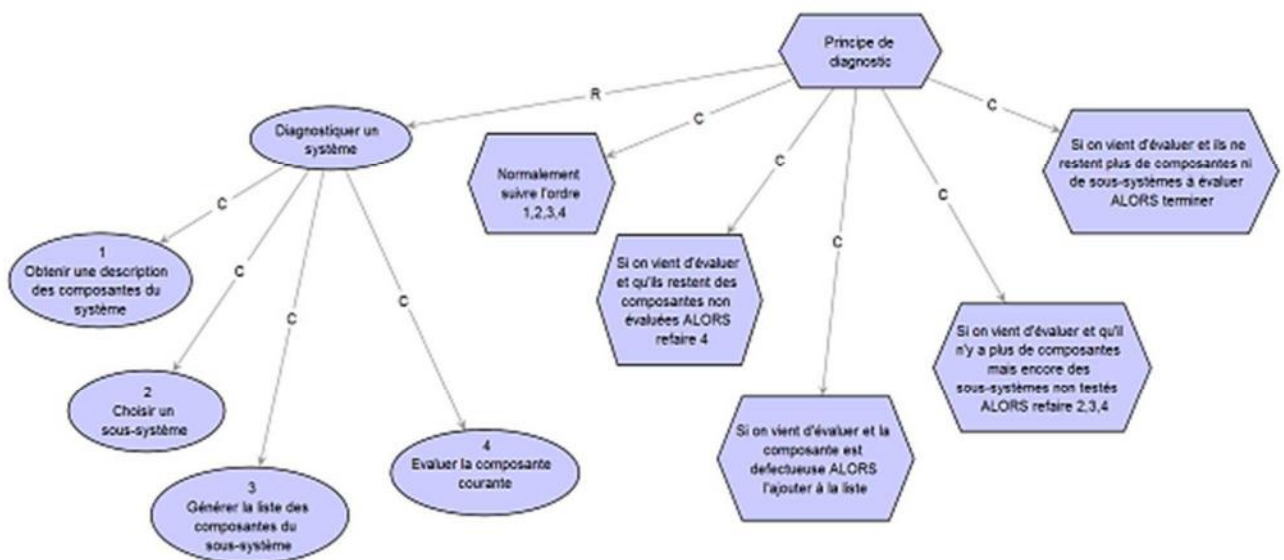 Principe de
diagnostic
R
C
C
C
C
C
Diagnostiquer un
système
Normalement
suivre l'ordre
1,2,3,4
Si on vient d'évaluer et ils ne
restent plus de composantes ni
de sous-systèmes à évaluer
ALORS terminer
C
C
C
C
1
Obtenir une description
des composantes du
système
Si on vient d'évaluer
et qu'ils restent des
composantes non
évaluées ALORS
refaire 4
Si on vient d'évaluer et qu'il
n'y a plus de composantes
mais encore des
sous-systèmes non testés
ALORS refaire 2,3,4
2
Choisir un
sous-système
Si on vient d'évaluer et la
composante est
defectueuse ALORS
l'ajouter à la liste
4
Evaluer la composante
courante
3
Générer la liste des
composantes du
sous-système